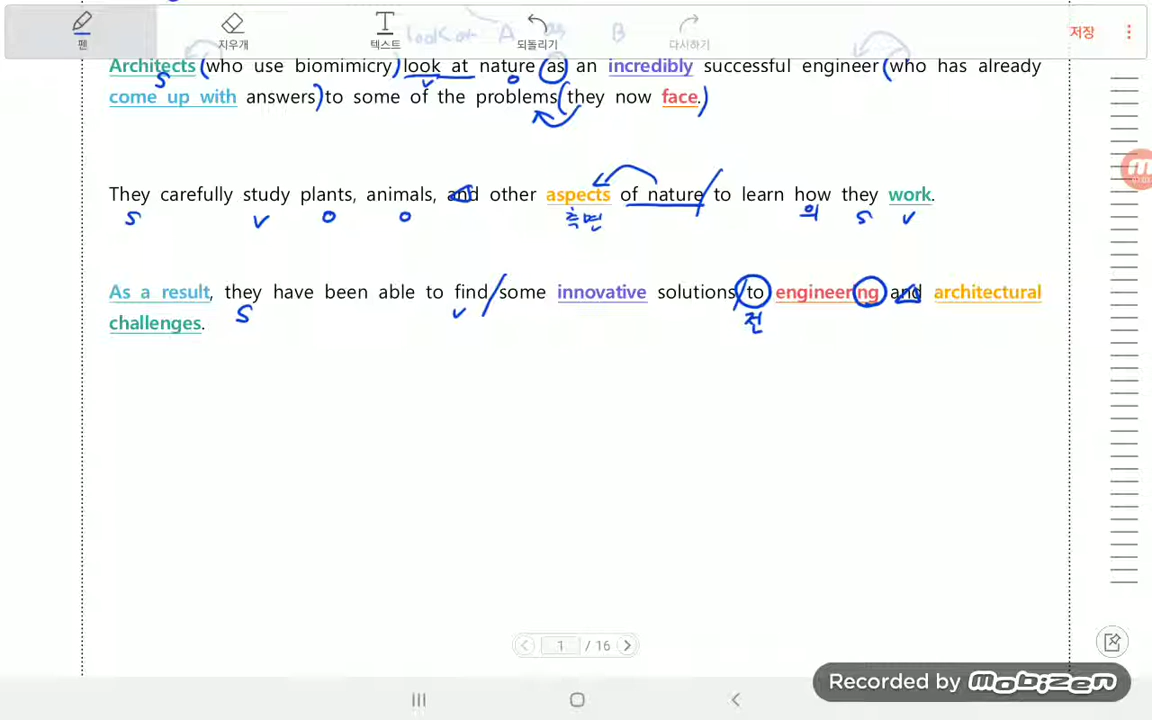 펜 지우개 텍스트 되돌리기 다시하기 저장
look at A as B
Architects (who use biomimicry) look at nature as an incredibly successful engineer (who has already
S V O
come up with answers) to some of the problems (they now face.)
They carefully study plants, animals, and other aspects of nature / to learn how they work.
S V O O 측면 의 S V
As a result, they have been able to find / some innovative solutions / to engineering and architectural
S V 전
challenges.
1 / 16
Recorded by mobizen